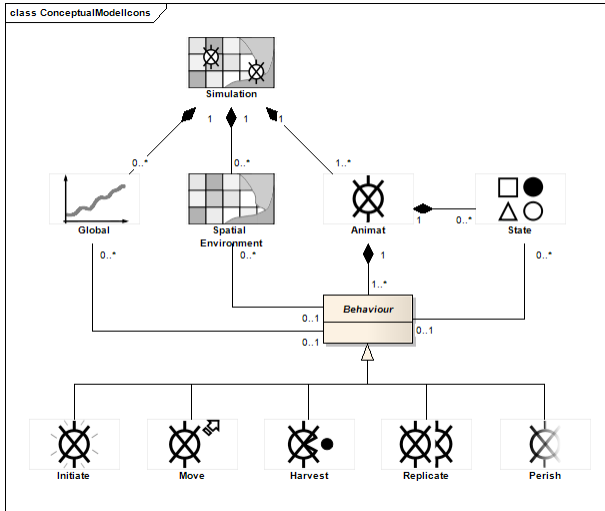 class ConceptualModelIcons
Simulation
1
1
1
0..*
0..*
1..*
Global
Spatial
Environment
Animat
State
1
0..*
0..*
0..*
1
0..*
1..*
Behaviour
0..1
0..1
0..1
Initiate
Move
Harvest
Replicate
Perish